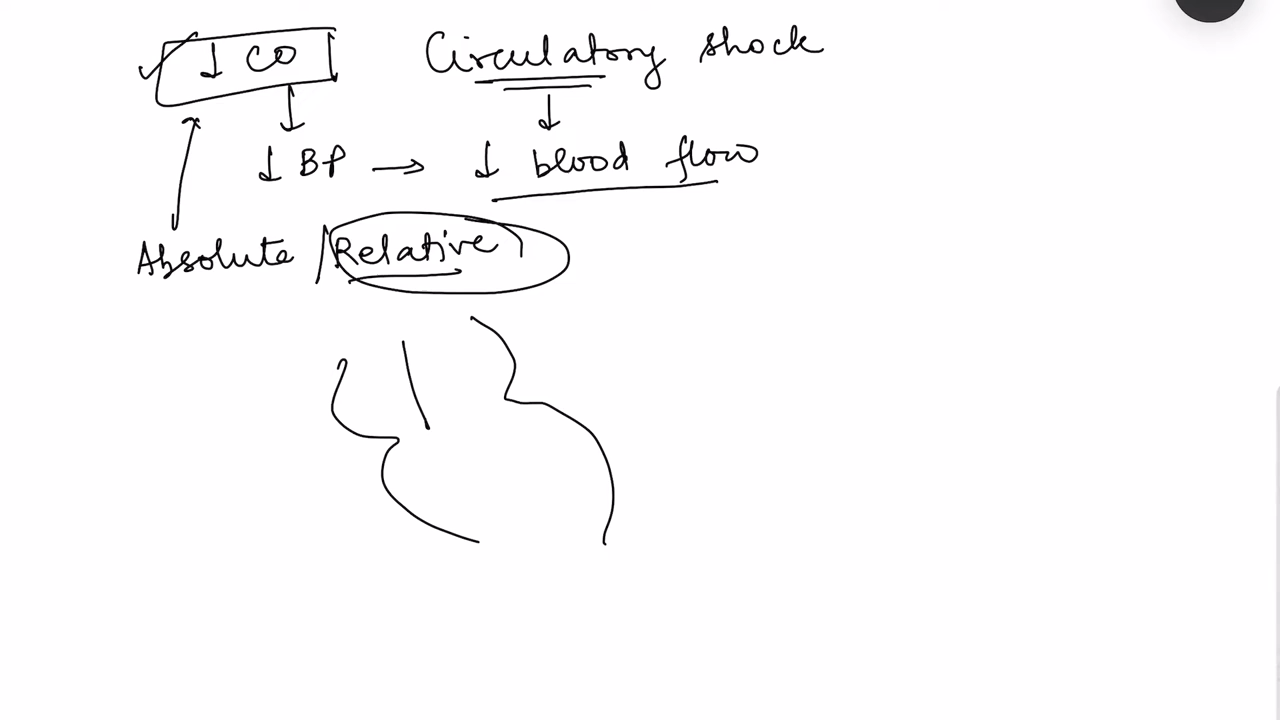 ↓ CO Circulatory shock
↓ BP → ↓ blood flow
Absolute / Relative